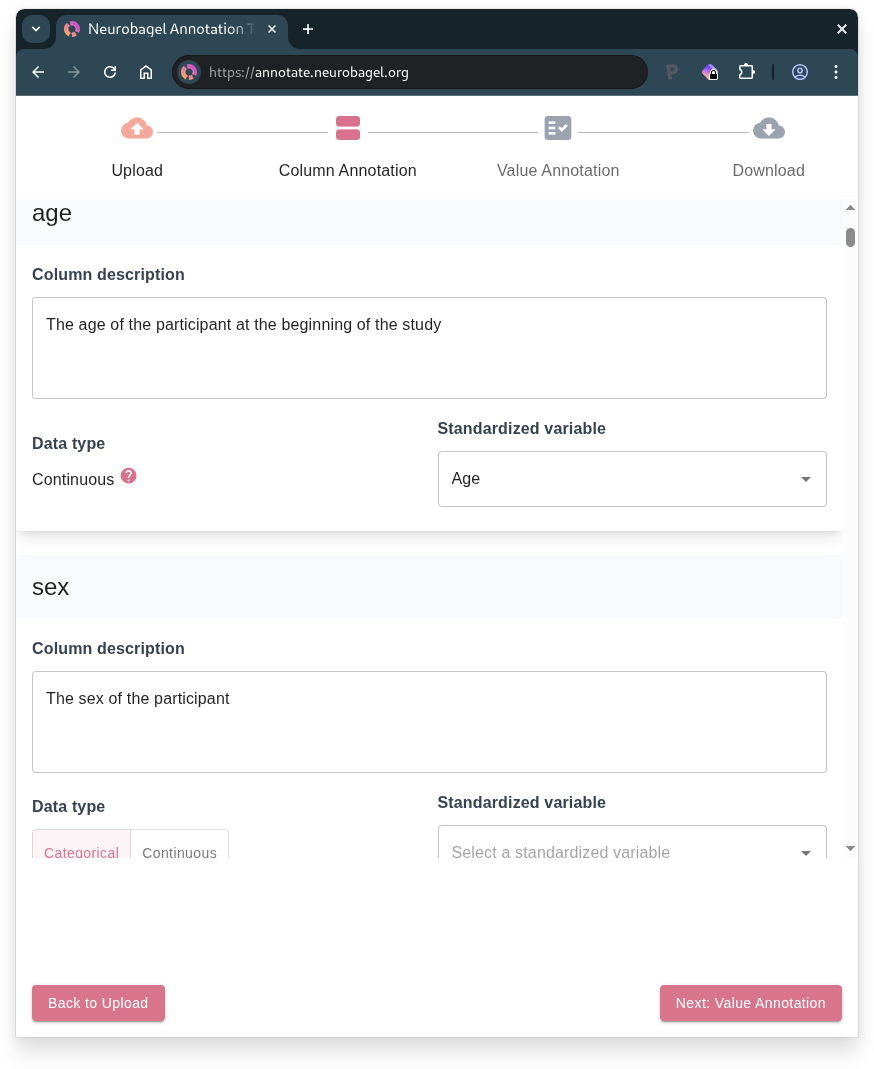 Neurobagel Annotation T
https://annotate.neurobagel.org
Upload
Column Annotation
Value Annotation
Download
age
Column description
The age of the participant at the beginning of the study
Data type
Standardized variable
Continuous ?
Age
sex
Column description
The sex of the participant
Data type
Standardized variable
Categorical
Continuous
Select a standardized variable
Back to Upload
Next: Value Annotation